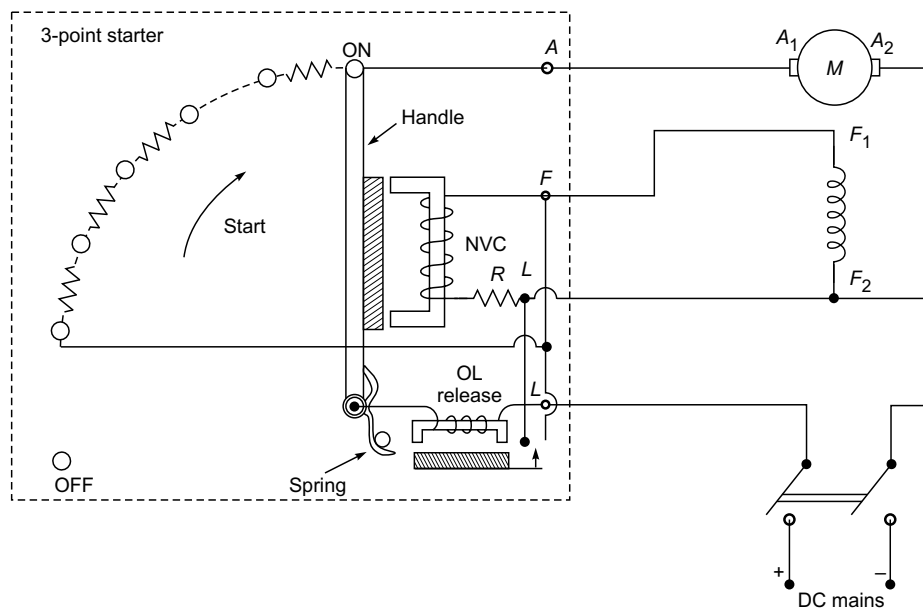 3-point starter
ON
A
A1
A2
M
Handle
F
F1
Start
NVC
R
L
F2
OL
release
L
OFF
Spring
+
–
DC mains